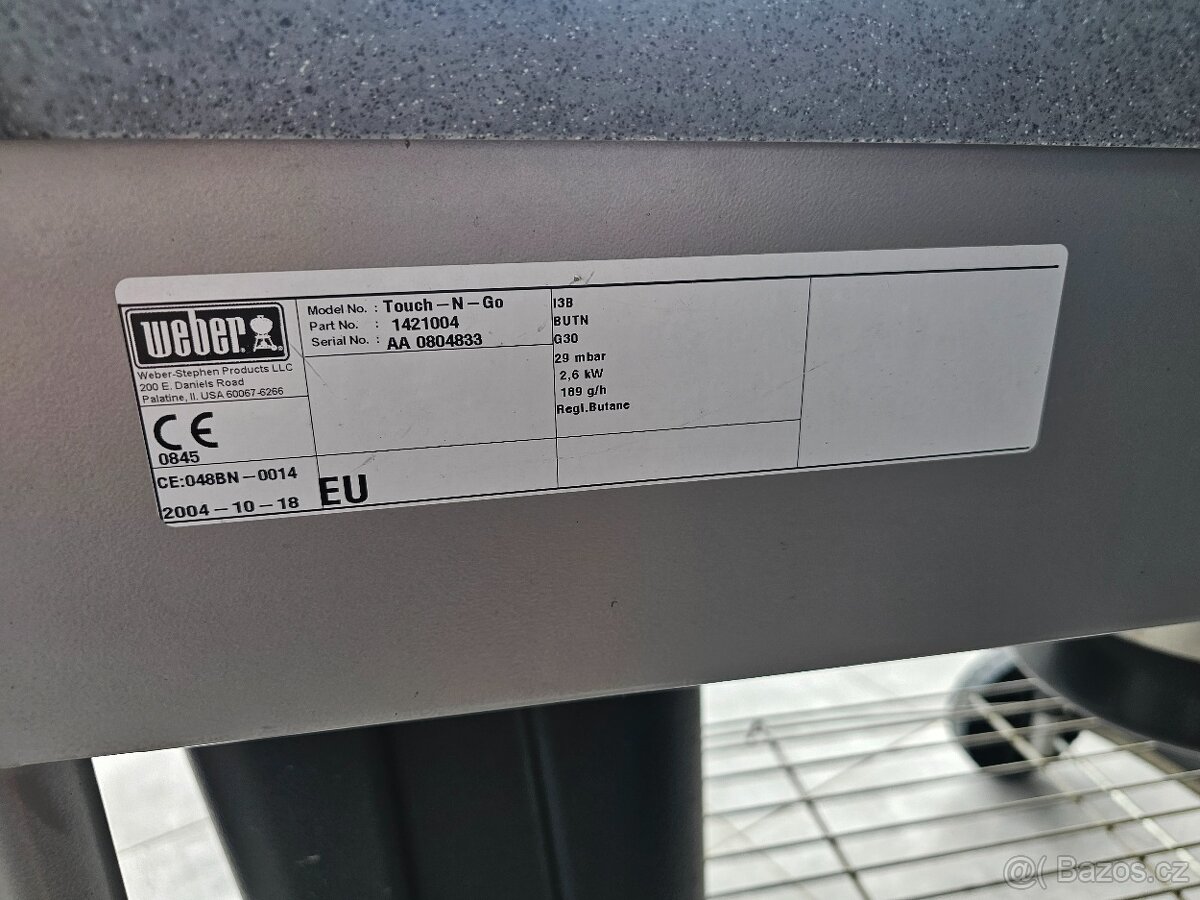 weber.
Weber-Stephen Products LLC
200 E. Daniels Road
Palatine, Il. USA 60067-6266
CE
0845
CE:048BN-0014
2004-10-18
Model No. : Touch-N-Go
Part No. : 1421004
Serial No. : AA 0804833
EU
I3B
BUTN
G30
29 mbar
2,6 kW
189 g/h
Regl.Butane
@( Bazos.cz